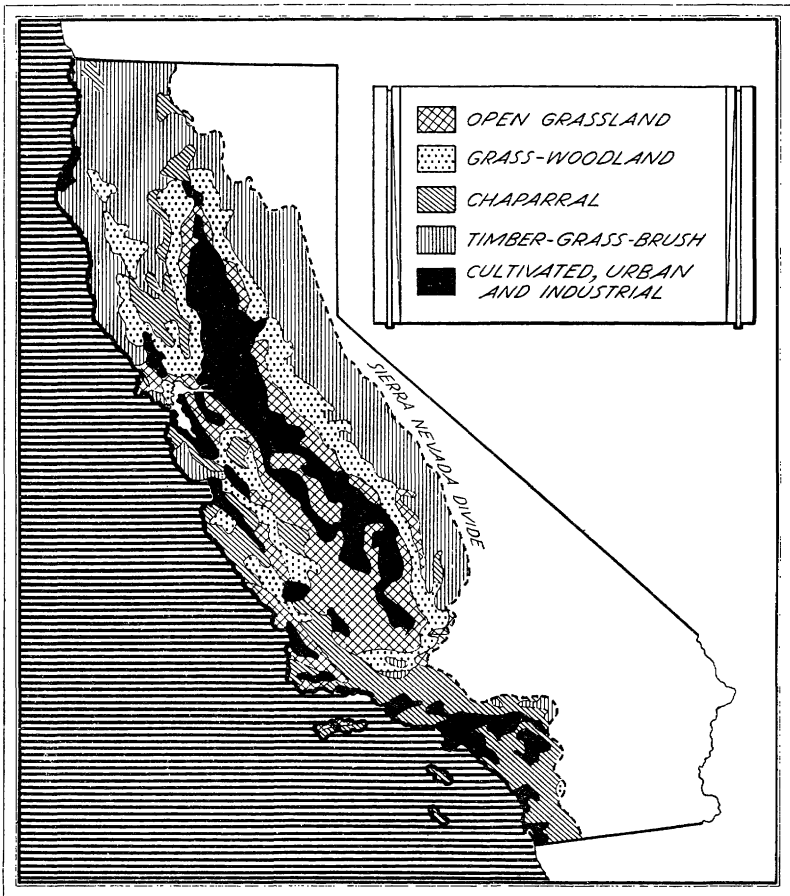 OPEN GRASSLAND
GRASS-WOODLAND
CHAPARRAL
TIMBER-GRASS-BRUSH
CULTIVATED, URBAN
AND INDUSTRIAL
SIERRA NEVADA DIVIDE